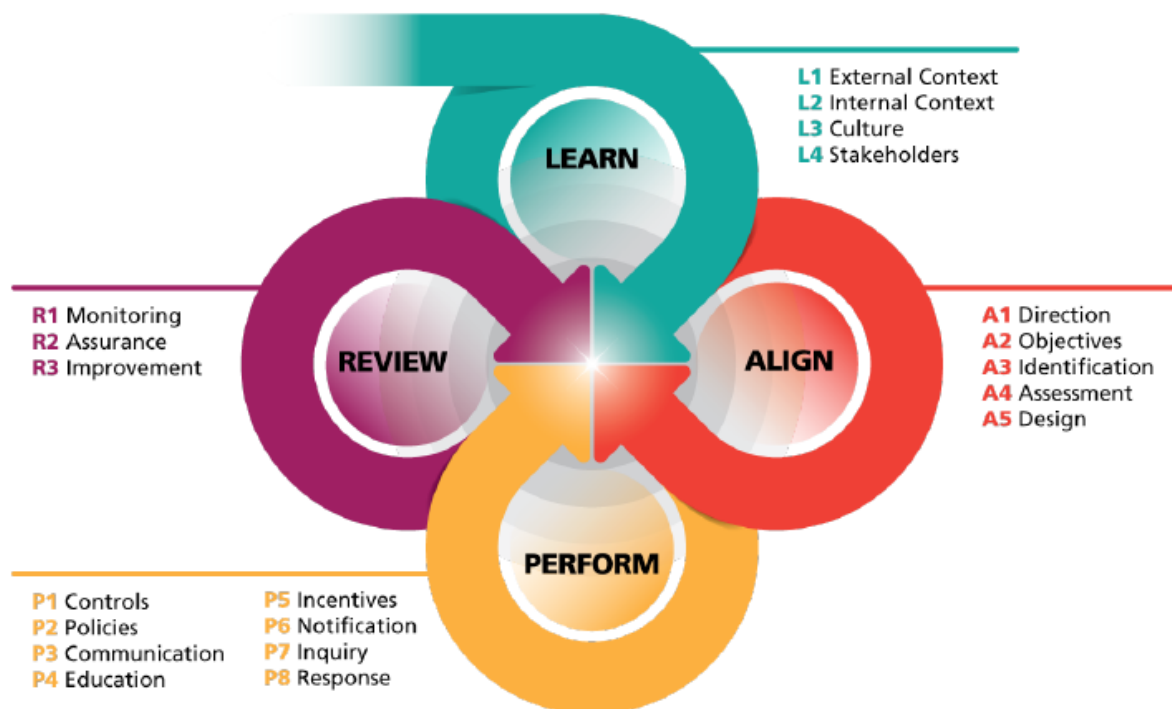 LEARN
L1 External Context
L2 Internal Context
L3 Culture
L4 Stakeholders
ALIGN
A1 Direction
A2 Objectives
A3 Identification
A4 Assessment
A5 Design
PERFORM
P1 Controls
P2 Policies
P3 Communication
P4 Education
P5 Incentives
P6 Notification
P7 Inquiry
P8 Response
REVIEW
R1 Monitoring
R2 Assurance
R3 Improvement